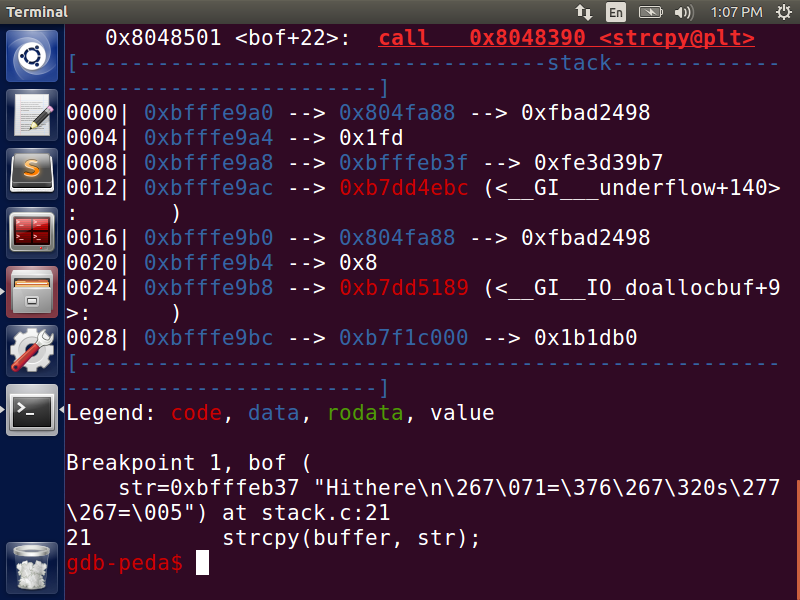 Terminal
En
1:07 PM
0x8048501 <bof+22>:  call   0x8048390 <strcpy@plt>
[------------------------------------stack-------------
------------------------]
0000| 0xbfffe9a0 --> 0x804fa88 --> 0xfbad2498
0004| 0xbfffe9a4 --> 0x1fd
0008| 0xbfffe9a8 --> 0xbfffeb3f --> 0xfe3d39b7
0012| 0xbfffe9ac --> 0xb7dd4ebc (<__GI___underflow+140>
:       )
0016| 0xbfffe9b0 --> 0x804fa88 --> 0xfbad2498
0020| 0xbfffe9b4 --> 0x8
0024| 0xbfffe9b8 --> 0xb7dd5189 (<__GI__IO_doallocbuf+9
>:      )
0028| 0xbfffe9bc --> 0xb7f1c000 --> 0x1b1db0
[------------------------------------------------------
------------------------]
Legend: code, data, rodata, value
Breakpoint 1, bof (
    str=0xbfffeb37 "Hithere\n\267\071=\376\267\320s\277
\267=\005") at stack.c:21
21          strcpy(buffer, str);
gdb-peda$